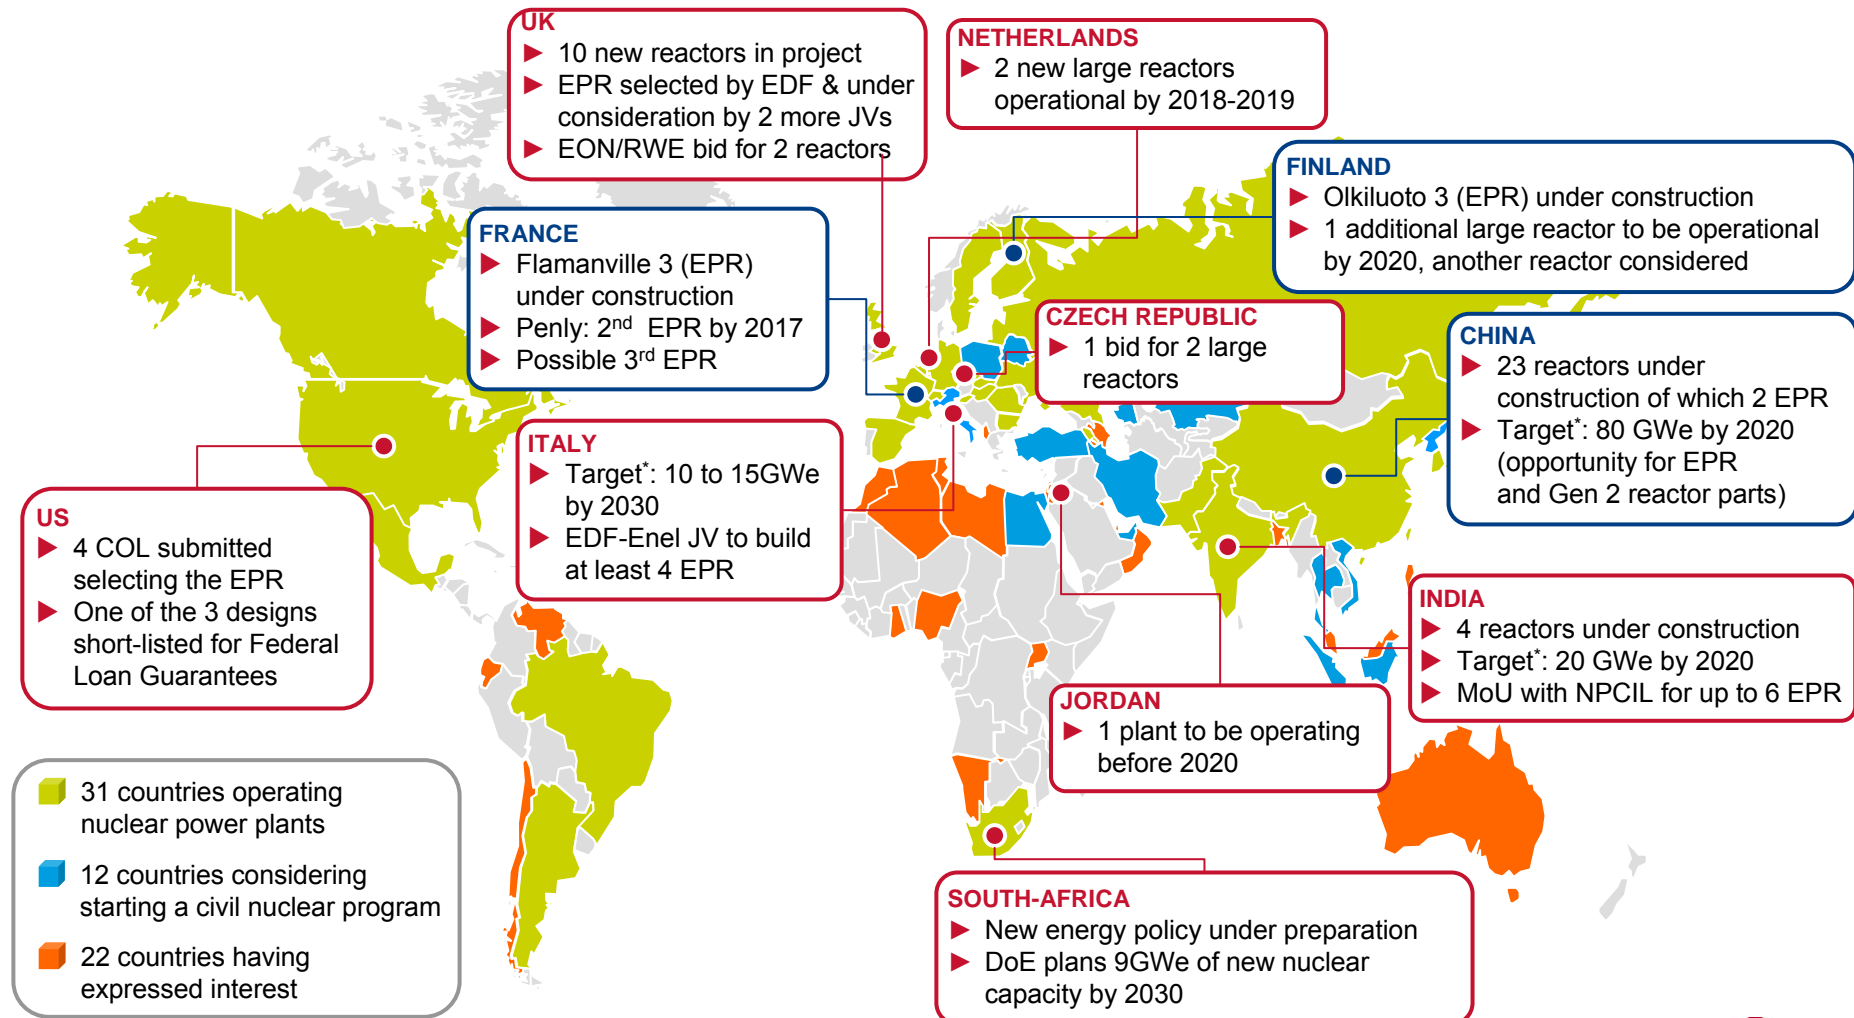 UK
► 10 new reactors in project
► EPR selected by EDF & under
consideration by 2 more JVs
► EON/RWE bid for 2 reactors
NETHERLANDS
► 2 new large reactors
operational by 2018-2019
FINLAND
► Olkiluoto 3 (EPR) under construction
► 1 additional large reactor to be operational
by 2020, another reactor considered
FRANCE
► Flamanville 3 (EPR)
under construction
► Penly: 2nd EPR by 2017
► Possible 3rd EPR
CZECH REPUBLIC
► 1 bid for 2 large
reactors
CHINA
► 23 reactors under
construction of which 2 EPR
► Target*: 80 GWe by 2020
(opportunity for EPR
and Gen 2 reactor parts)
ITALY
► Target*: 10 to 15GWe
by 2030
► EDF-Enel JV to build
at least 4 EPR
US
► 4 COL submitted
selecting the EPR
► One of the 3 designs
short-listed for Federal
Loan Guarantees
INDIA
► 4 reactors under construction
► Target*: 20 GWe by 2020
► MoU with NPCIL for up to 6 EPR
JORDAN
► 1 plant to be operating
before 2020
SOUTH-AFRICA
► New energy policy under preparation
► DoE plans 9GWe of new nuclear
capacity by 2030
31 countries operating
nuclear power plants
12 countries considering
starting a civil nuclear program
22 countries having
expressed interest